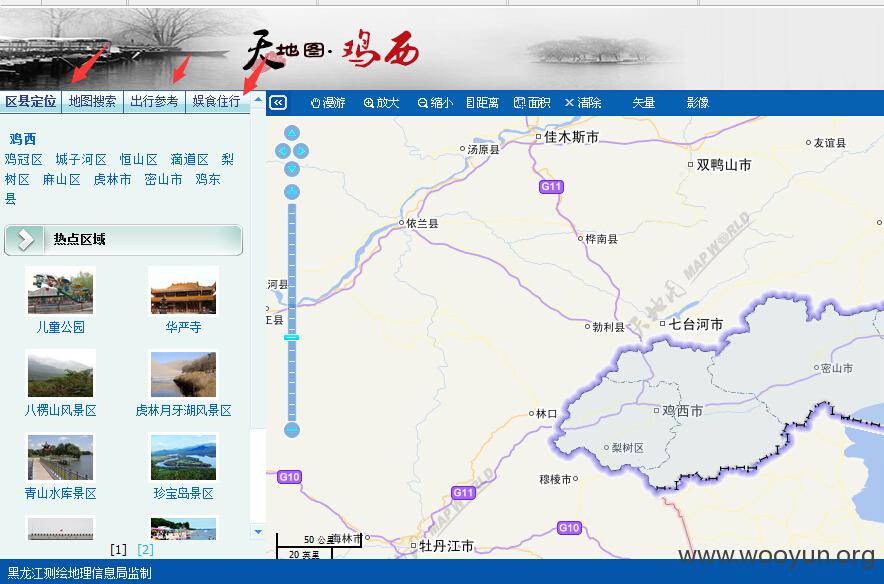 天地图·鸡西
区县定位 地图搜索 出行参考 娱食住行
漫游 放大 缩小 距离 面积 清除 矢量 影像
鸡西
鸡冠区 城子河区 恒山区 滴道区 梨
树区 麻山区 虎林市 密山市 鸡东
县
热点区域
儿童公园 华严寺
八楞山风景区 虎林月牙湖风景区
青山水库景区 珍宝岛景区
[1] [2]
佳木斯市
友谊县
汤原县
双鸭山市
G11
依兰县
桦南县
MAP WORLD
天地图
河县
正县
勃利县
七台河市
密山市
林口
鸡西市
梨树区
穆棱市
G10
G11
MAP WORLD
G10
50 公里
海林市
牡丹江市
20 英里
www.wooyun.org
黑龙江测绘地理信息局监制